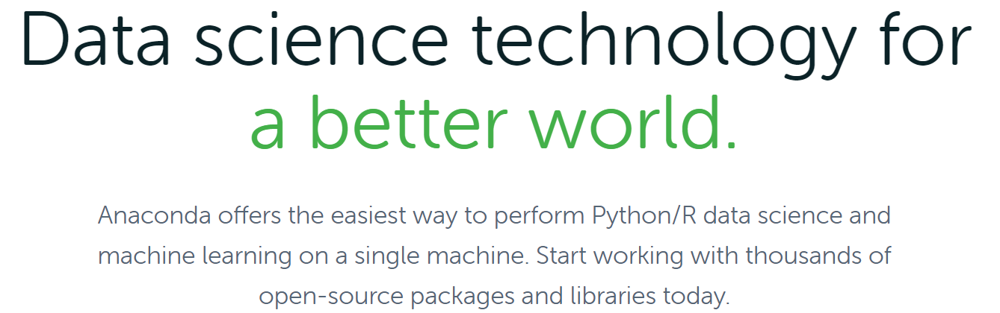 Data science technology for
a better world.
Anaconda offers the easiest way to perform Python/R data science and
machine learning on a single machine. Start working with thousands of
open-source packages and libraries today.